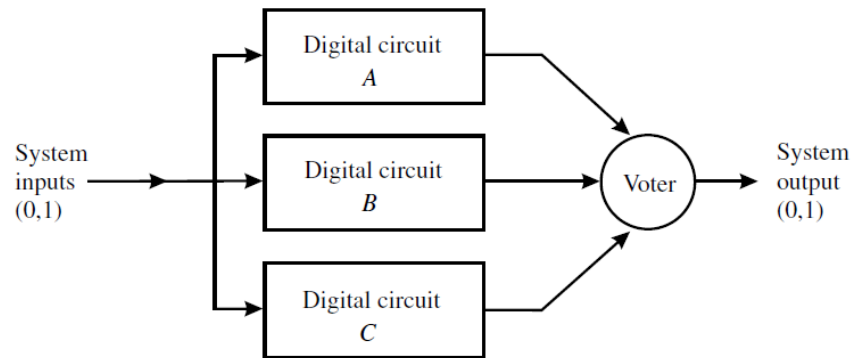 Digital circuit
A
System
inputs
(0,1)
Digital circuit
B
Voter
System
output
(0,1)
Digital circuit
C